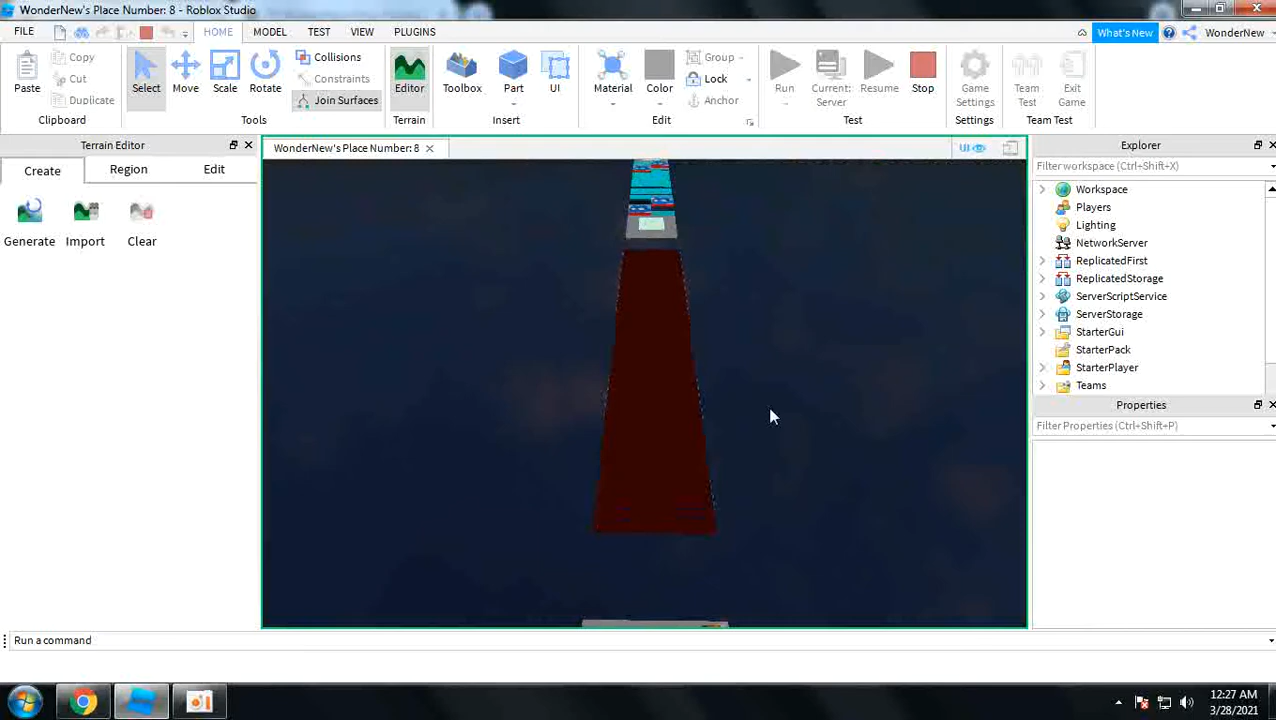 WonderNew's Place Number: 8 - Roblox Studio
FILE
HOME
MODEL
TEST
VIEW
PLUGINS
What's New
WonderNew
Paste
Copy
Cut
Duplicate
Clipboard
Select
Move
Scale
Rotate
Collisions
Constraints
Join Surfaces
Tools
Editor
Terrain
Toolbox
Part
UI
Insert
Material
Color
Group
Lock
Anchor
Edit
Run
Current:
Server
Resume
Stop
Test
Game
Settings
Settings
Team
Test
Exit
Game
Team Test
Terrain Editor
Create
Region
Edit
Generate
Import
Clear
WonderNew's Place Number: 8
UI
Explorer
Filter workspace (Ctrl+Shift+X)
Workspace
Players
Lighting
NetworkServer
ReplicatedFirst
ReplicatedStorage
ServerScriptService
ServerStorage
StarterGui
StarterPack
StarterPlayer
Teams
Properties
Filter Properties (Ctrl+Shift+P)
Run a command
12:27 AM
3/28/2021